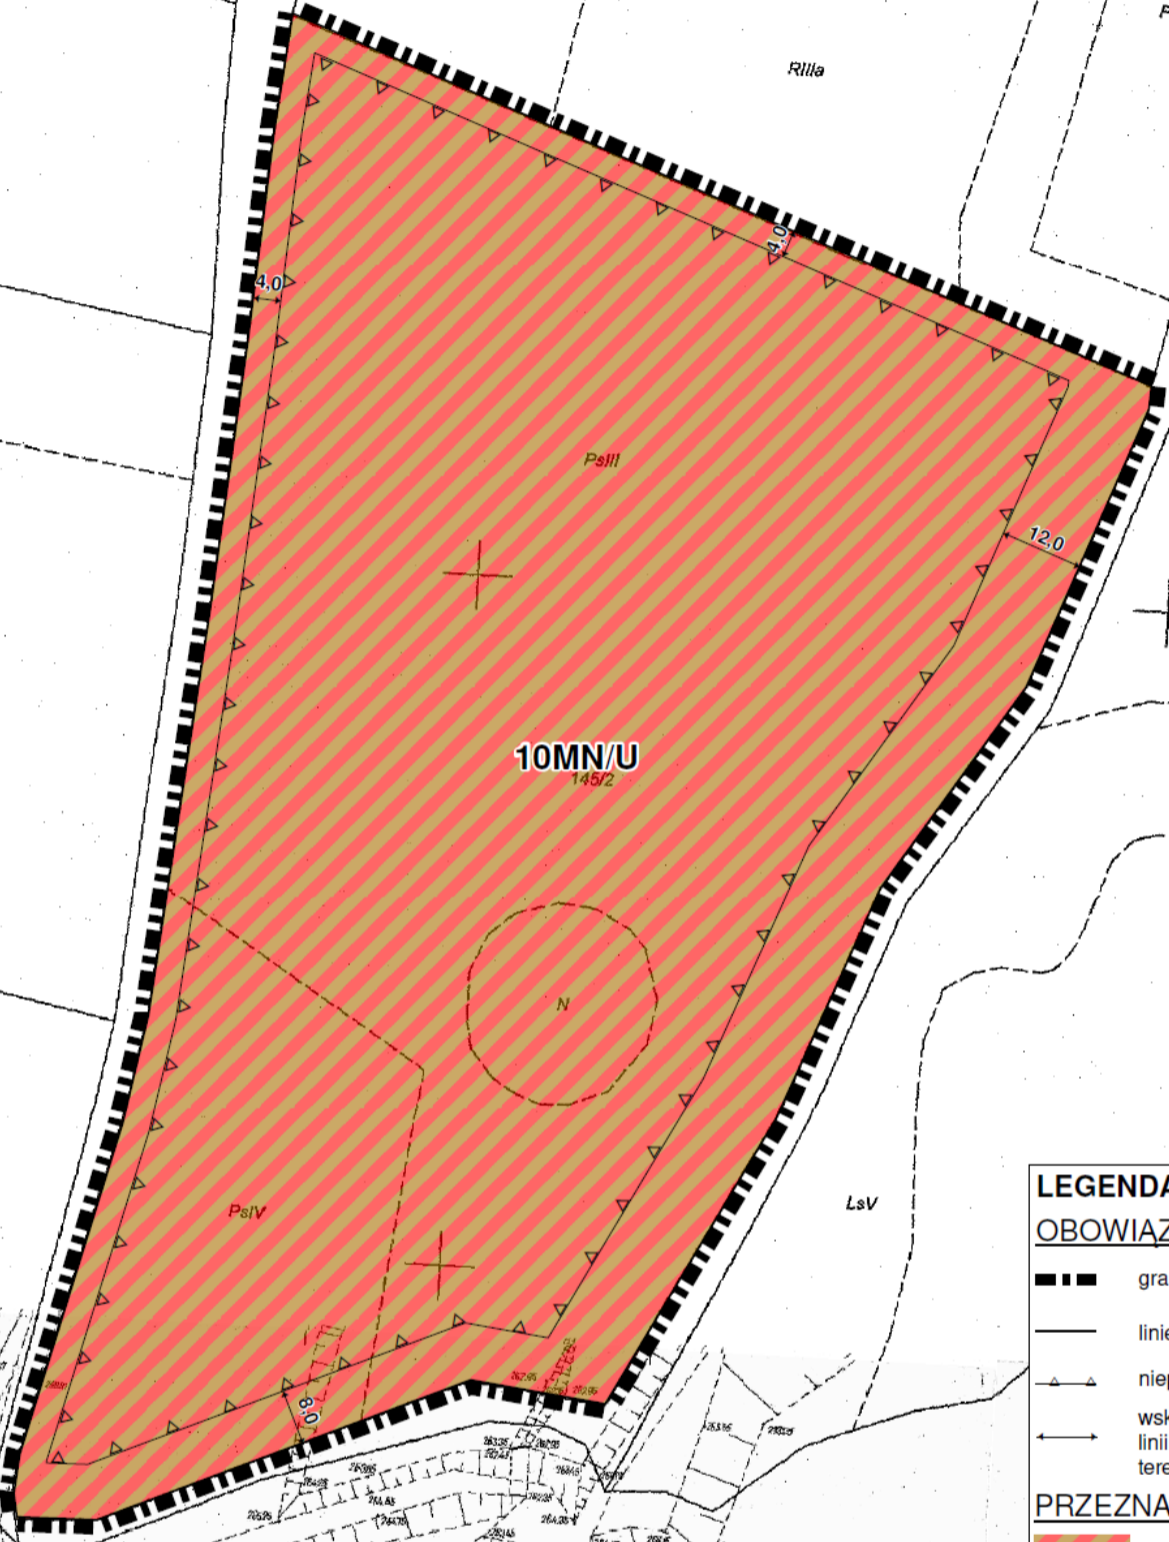 RIIIa
4,0
4,0
PsIII
12,0
10MN/U
145/2
N
PsIV
LsV
8,0
LEGENDA
OBOWIĄZ
gra
linie
niep
wsk
linii
tere
PRZEZNA